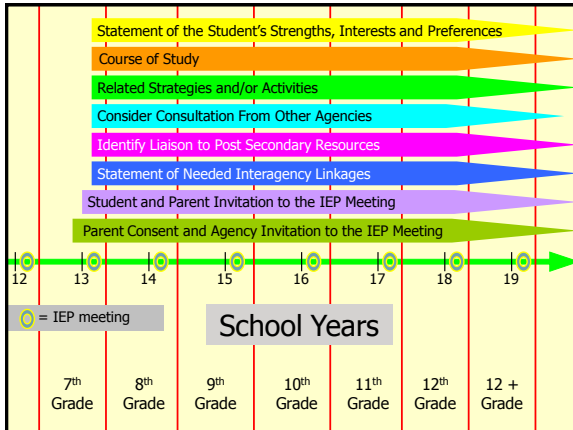 Statement of the Student's Strengths, Interests and Preferences
Course of Study
Related Strategies and/or Activities
Consider Consultation From Other Agencies
Identify Liaison to Post Secondary Resources
Statement of Needed Interagency Linkages
Student and Parent Invitation to the IEP Meeting
Parent Consent and Agency Invitation to the IEP Meeting
12 13 14 15 16 17 18 19
= IEP meeting
School Years
7th 8th 9th 10th 11th 12th 12 +
Grade Grade Grade Grade Grade Grade Grade